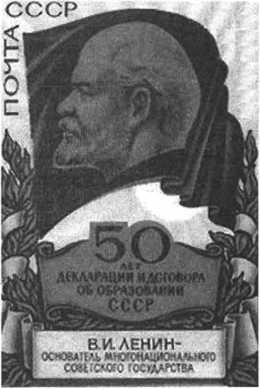 ПОЧТА СССР
50
ЛЕТ
ДЕКЛАРАЦИИ И ДОГОВОРА
ОБ ОБРАЗОВАНИИ
СССР
В.И. ЛЕНИН-
ОСНОВАТЕЛЬ МНОГОНАЦИОНАЛЬНОГО
СОВЕТСКОГО ГОСУДАРСТВА